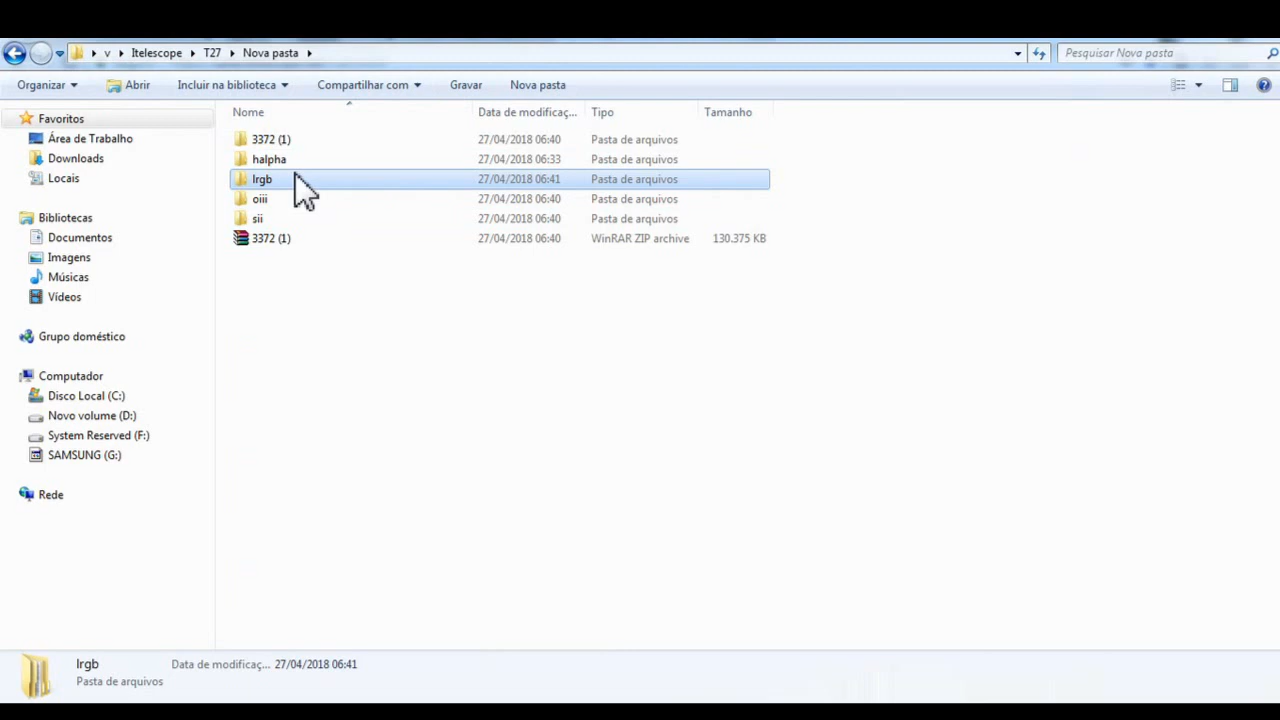 v Itelescope T27 Nova pasta
Pesquisar Nova pasta
Organizar Abrir Incluir na biblioteca Compartilhar com Gravar Nova pasta
Nome Data de modificaç... Tipo Tamanho
Favoritos
Área de Trabalho
Downloads
Locais
Bibliotecas
Documentos
Imagens
Músicas
Vídeos
Grupo doméstico
Computador
Disco Local (C:)
Novo volume (D:)
System Reserved (F:)
SAMSUNG (G:)
Rede
3372 (1) 27/04/2018 06:40 Pasta de arquivos
halpha 27/04/2018 06:33 Pasta de arquivos
lrgb 27/04/2018 06:41 Pasta de arquivos
oiii 27/04/2018 06:40 Pasta de arquivos
sii 27/04/2018 06:40 Pasta de arquivos
3372 (1) 27/04/2018 06:40 WinRAR ZIP archive 130.375 KB
lrgb Data de modificaç... 27/04/2018 06:41
Pasta de arquivos